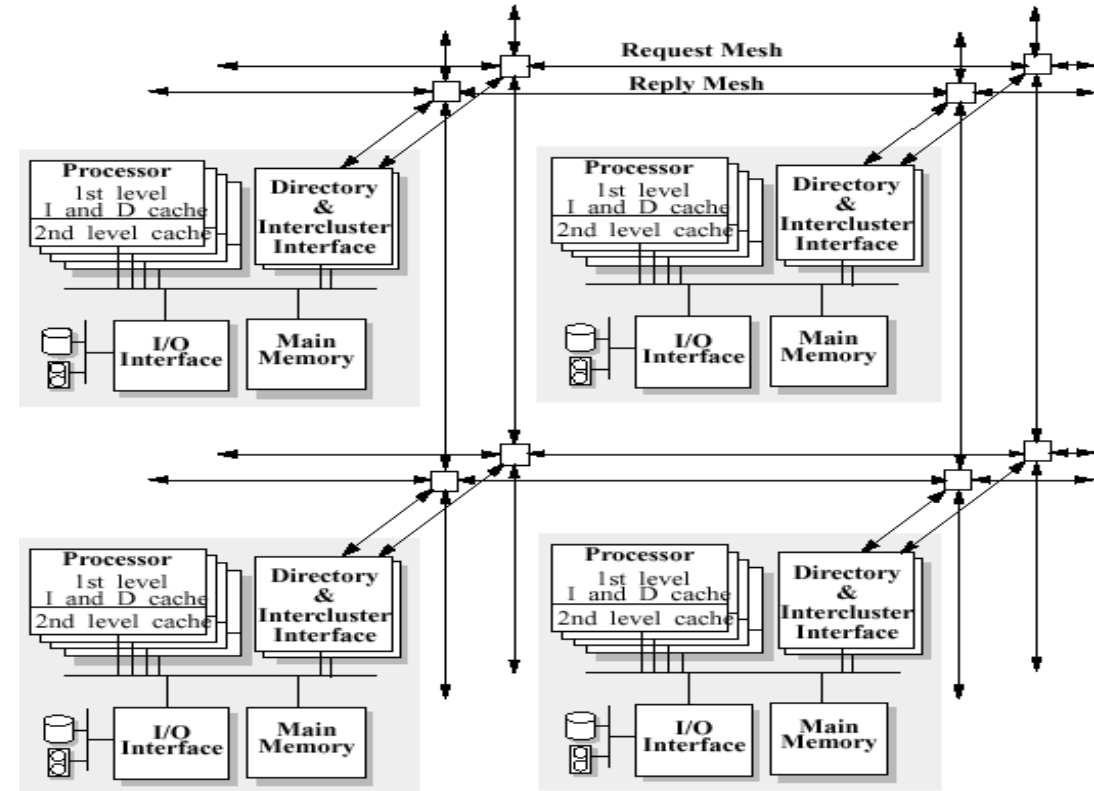 Request Mesh
Reply Mesh
Processor
1st level
I and D cache
2nd level cache
Directory
&
Intercluster
Interface
I/O
Interface
Main
Memory
Processor
1st level
I and D cache
2nd level cache
Directory
&
Intercluster
Interface
I/O
Interface
Main
Memory
Processor
1st level
I and D cache
2nd level cache
Directory
&
Intercluster
Interface
I/O
Interface
Main
Memory
Processor
1st level
I and D cache
2nd level cache
Directory
&
Intercluster
Interface
I/O
Interface
Main
Memory